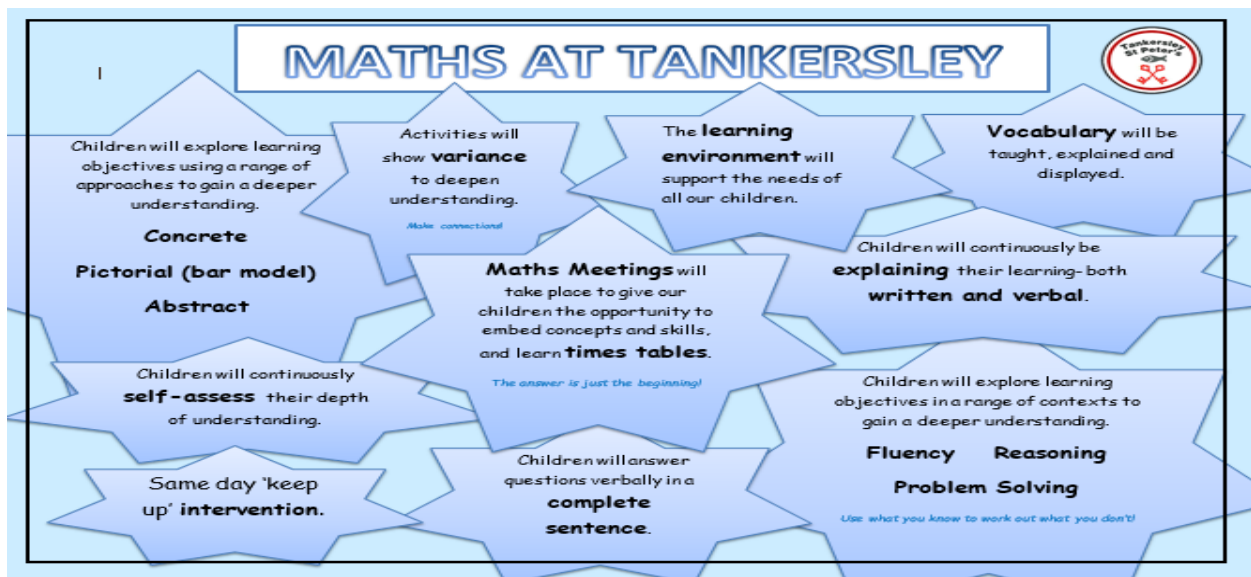 MATHS AT TANKERSLEY
Tankersley
St Peter's
Children will explore learning
objectives using a range of
approaches to gain a deeper
understanding.
Concrete
Pictorial (bar model)
Abstract
Activities will
show variance
to deepen
understanding.
Make connections!
The learning
environment will
support the needs of
all our children.
Vocabulary will be
taught, explained and
displayed.
Maths Meetings will
take place to give our
children the opportunity to
embed concepts and skills,
and learn times tables.
The answer is just the beginning!
Children will continuously be
explaining their learning- both
written and verbal.
Children will continuously
self-assess their depth
of understanding.
Children will explore learning
objectives in a range of contexts to
gain a deeper understanding.
Fluency Reasoning
Problem Solving
Use what you know to work out what you don't!
Same day 'keep
up' intervention.
Children will answer
questions verbally in a
complete
sentence.